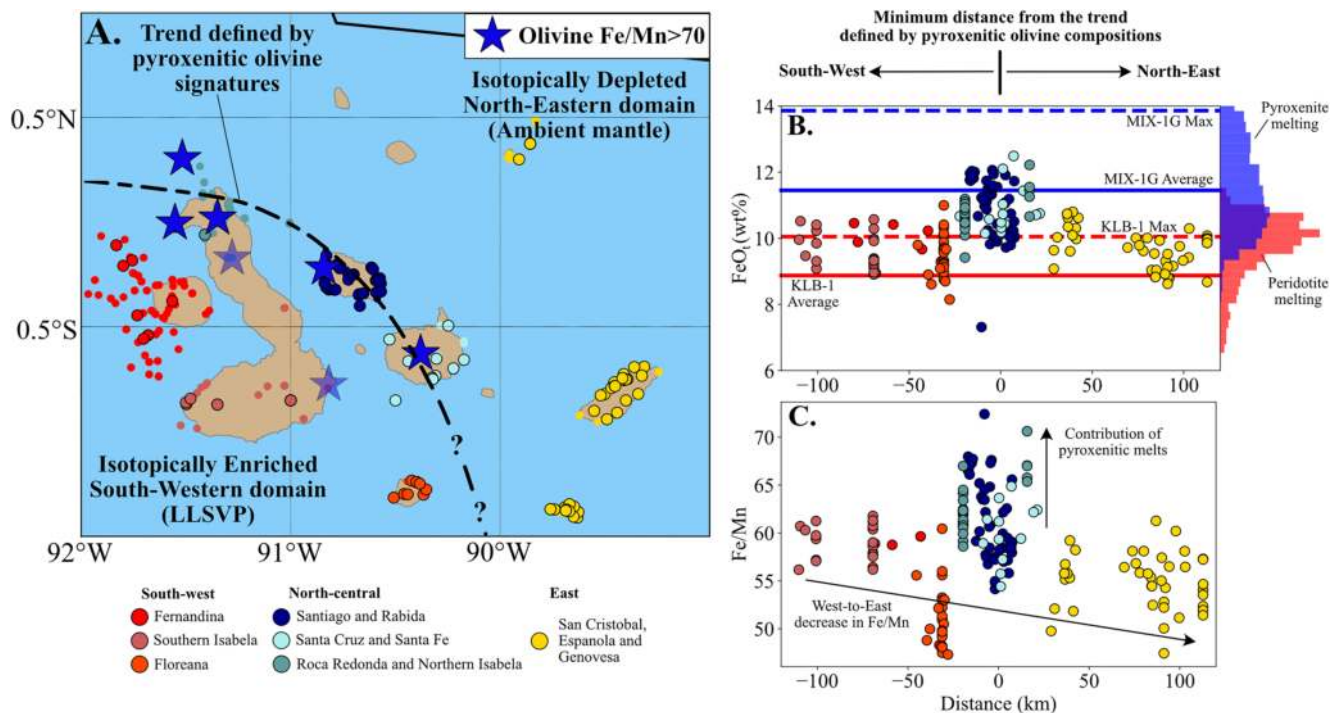 A.
Trend defined by
pyroxenitic olivine
signatures
Olivine Fe/Mn>70
Isotopically Depleted
North-Eastern domain
(Ambient mantle)
0.5°N
0.5°S
Isotopically Enriched
South-Western domain
(LLSVP)
?
?
92°W
91°W
90°W
South-west
Fernandina
Southern Isabela
Floreana
North-central
Santiago and Rabida
Santa Cruz and Santa Fe
Roca Redonda and Northern Isabela
East
San Cristobal,
Espanola and
Genovesa
Minimum distance from the trend
defined by pyroxenitic olivine compositions
South-West
North-East
B.
14
12
10
8
6
FeOt (wt%)
MIX-1G Max
MIX-1G Average
KLB-1 Max
KLB-1
Average
Pyroxenite
melting
Peridotite
melting
−100
−50
0
50
100
C.
70
65
60
55
50
Fe/Mn
Contribution of
pyroxenitic melts
West-to-East
decrease in Fe/Mn
−100
−50
0
50
100
Distance (km)